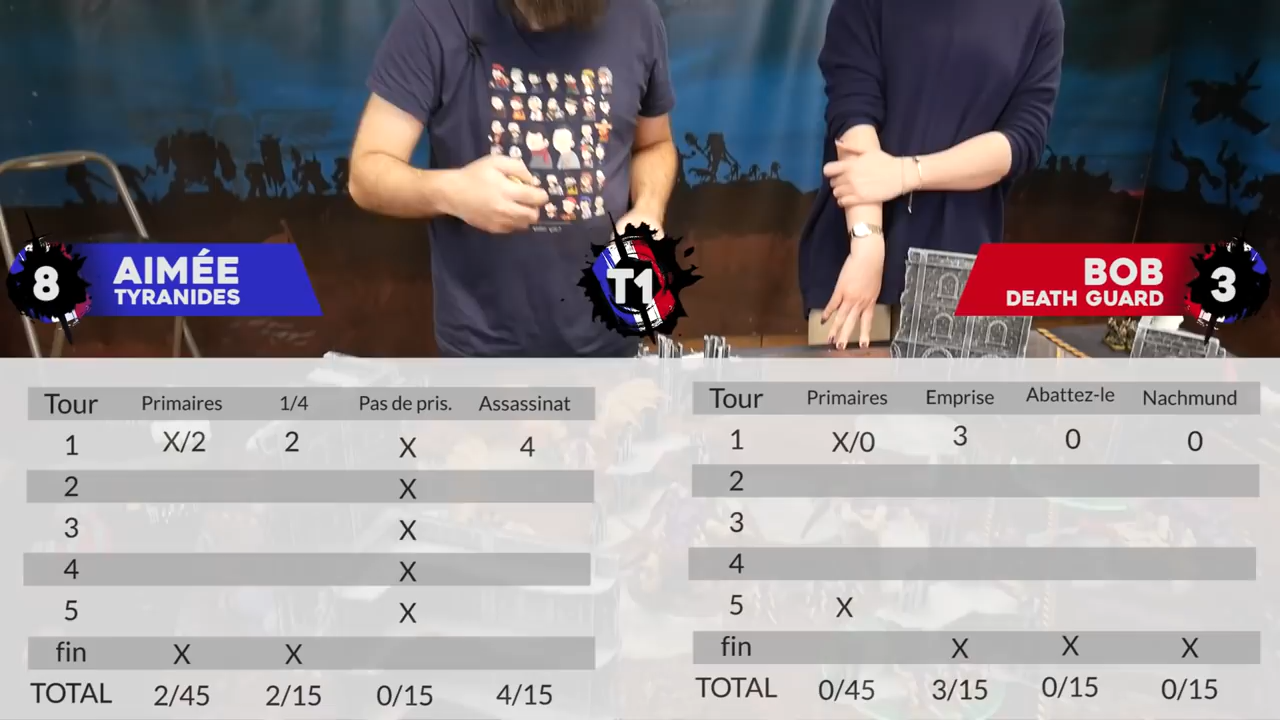 8
AIMÉE
TYRANIDES
T1
BOB
DEATH GUARD
3
Tour Primaires 1/4 Pas de pris. Assassinat
1 X/2 2 X 4
2 X
3 X
4 X
5 X
fin X X
TOTAL 2/45 2/15 0/15 4/15
Tour Primaires Emprise Abattez-le Nachmund
1 X/0 3 0 0
2
3
4
5 X
fin X X X
TOTAL 0/45 3/15 0/15 0/15